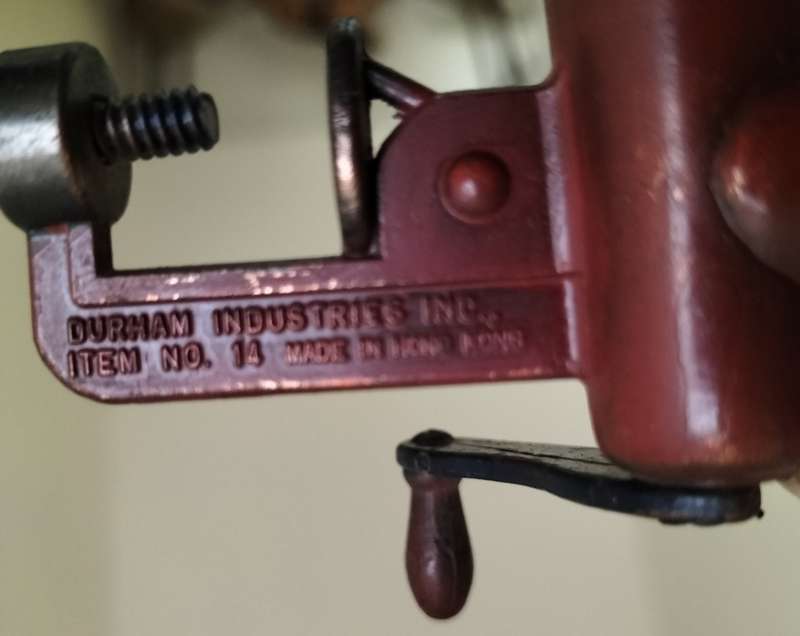 DURHAM INDUSTRIES INC.,
ITEM NO. 14 MADE IN HONG KONG